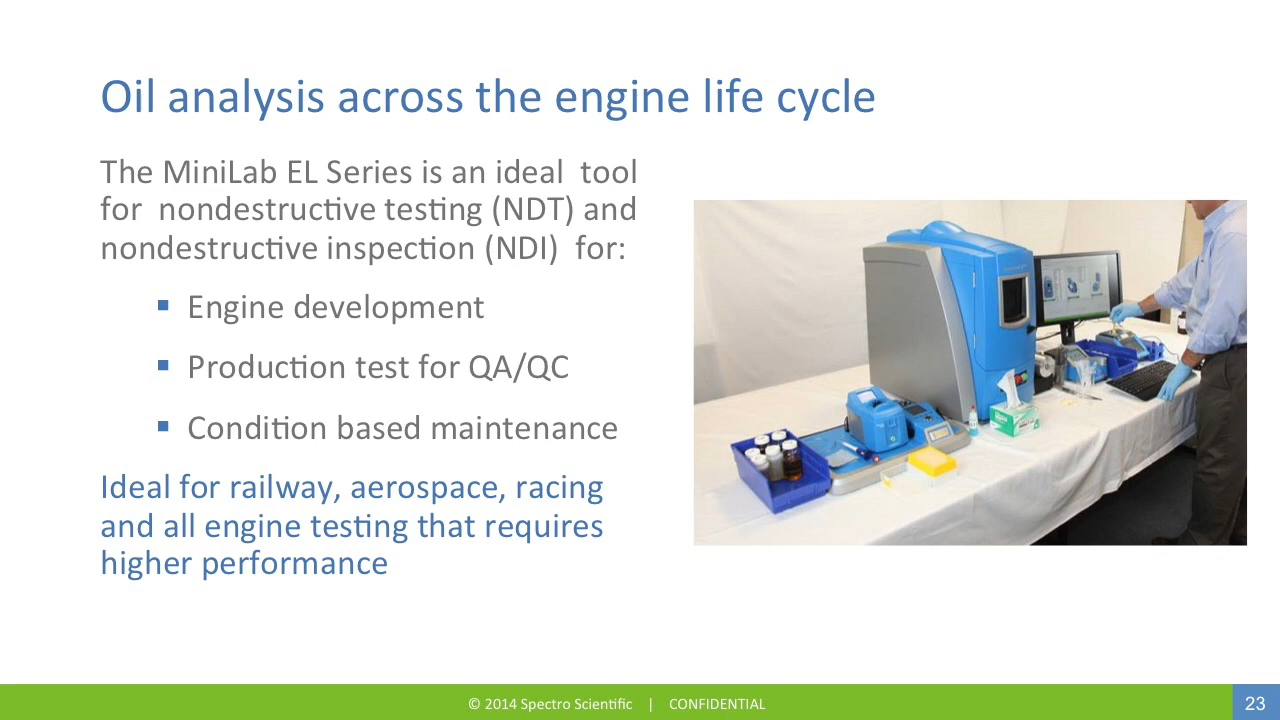 Oil analysis across the engine life cycle
The MiniLab EL Series is an ideal  tool
for  nondestructive testing (NDT) and
nondestructive inspection (NDI)  for:
▪ Engine development
▪ Production test for QA/QC
▪ Condition based maintenance
Ideal for railway, aerospace, racing
and all engine testing that requires
higher performance
© 2014 Spectro Scientific | CONFIDENTIAL
23